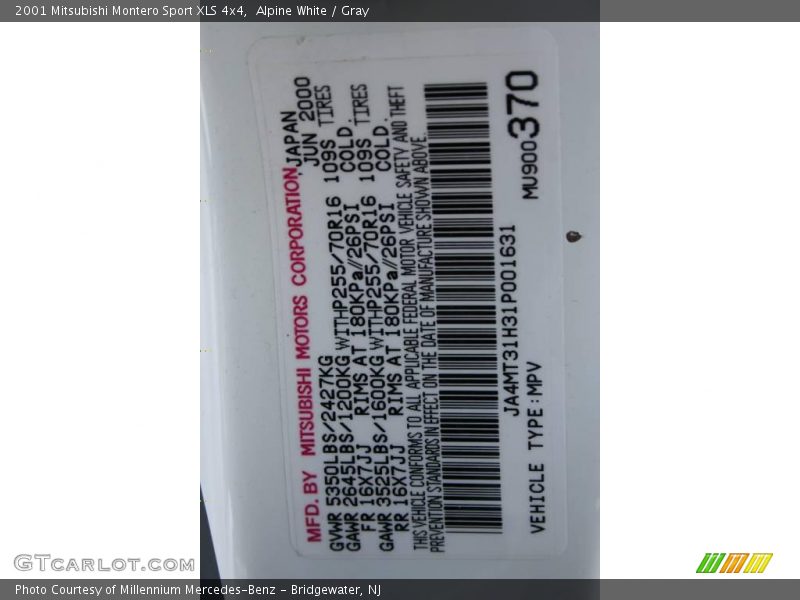 2001 Mitsubishi Montero Sport XLS 4x4,  Alpine White / Gray
MFD. BY MITSUBISHI MOTORS CORPORATION, JAPAN
JUN 2000
GVWR 5350LBS/2427KG
GAWR 2645LBS/1200KG WITH P255/70R16 109S TIRES
FR 16X7JJ RIMS AT 180KPa//26PSI COLD.
GAWR 3525LBS/1600KG WITH P255/70R16 109S TIRES
RR 16X7JJ RIMS AT 180KPa//26PSI COLD.
THIS VEHICLE CONFORMS TO ALL APPLICABLE FEDERAL MOTOR VEHICLE SAFETY AND THEFT
PREVENTION STANDARDS IN EFFECT ON THE DATE OF MANUFACTURE SHOWN ABOVE.
JA4MT31H31P001631
VEHICLE TYPE:MPV MU900370
GTCARLOT.COM
Photo Courtesy of Millennium Mercedes-Benz - Bridgewater, NJ